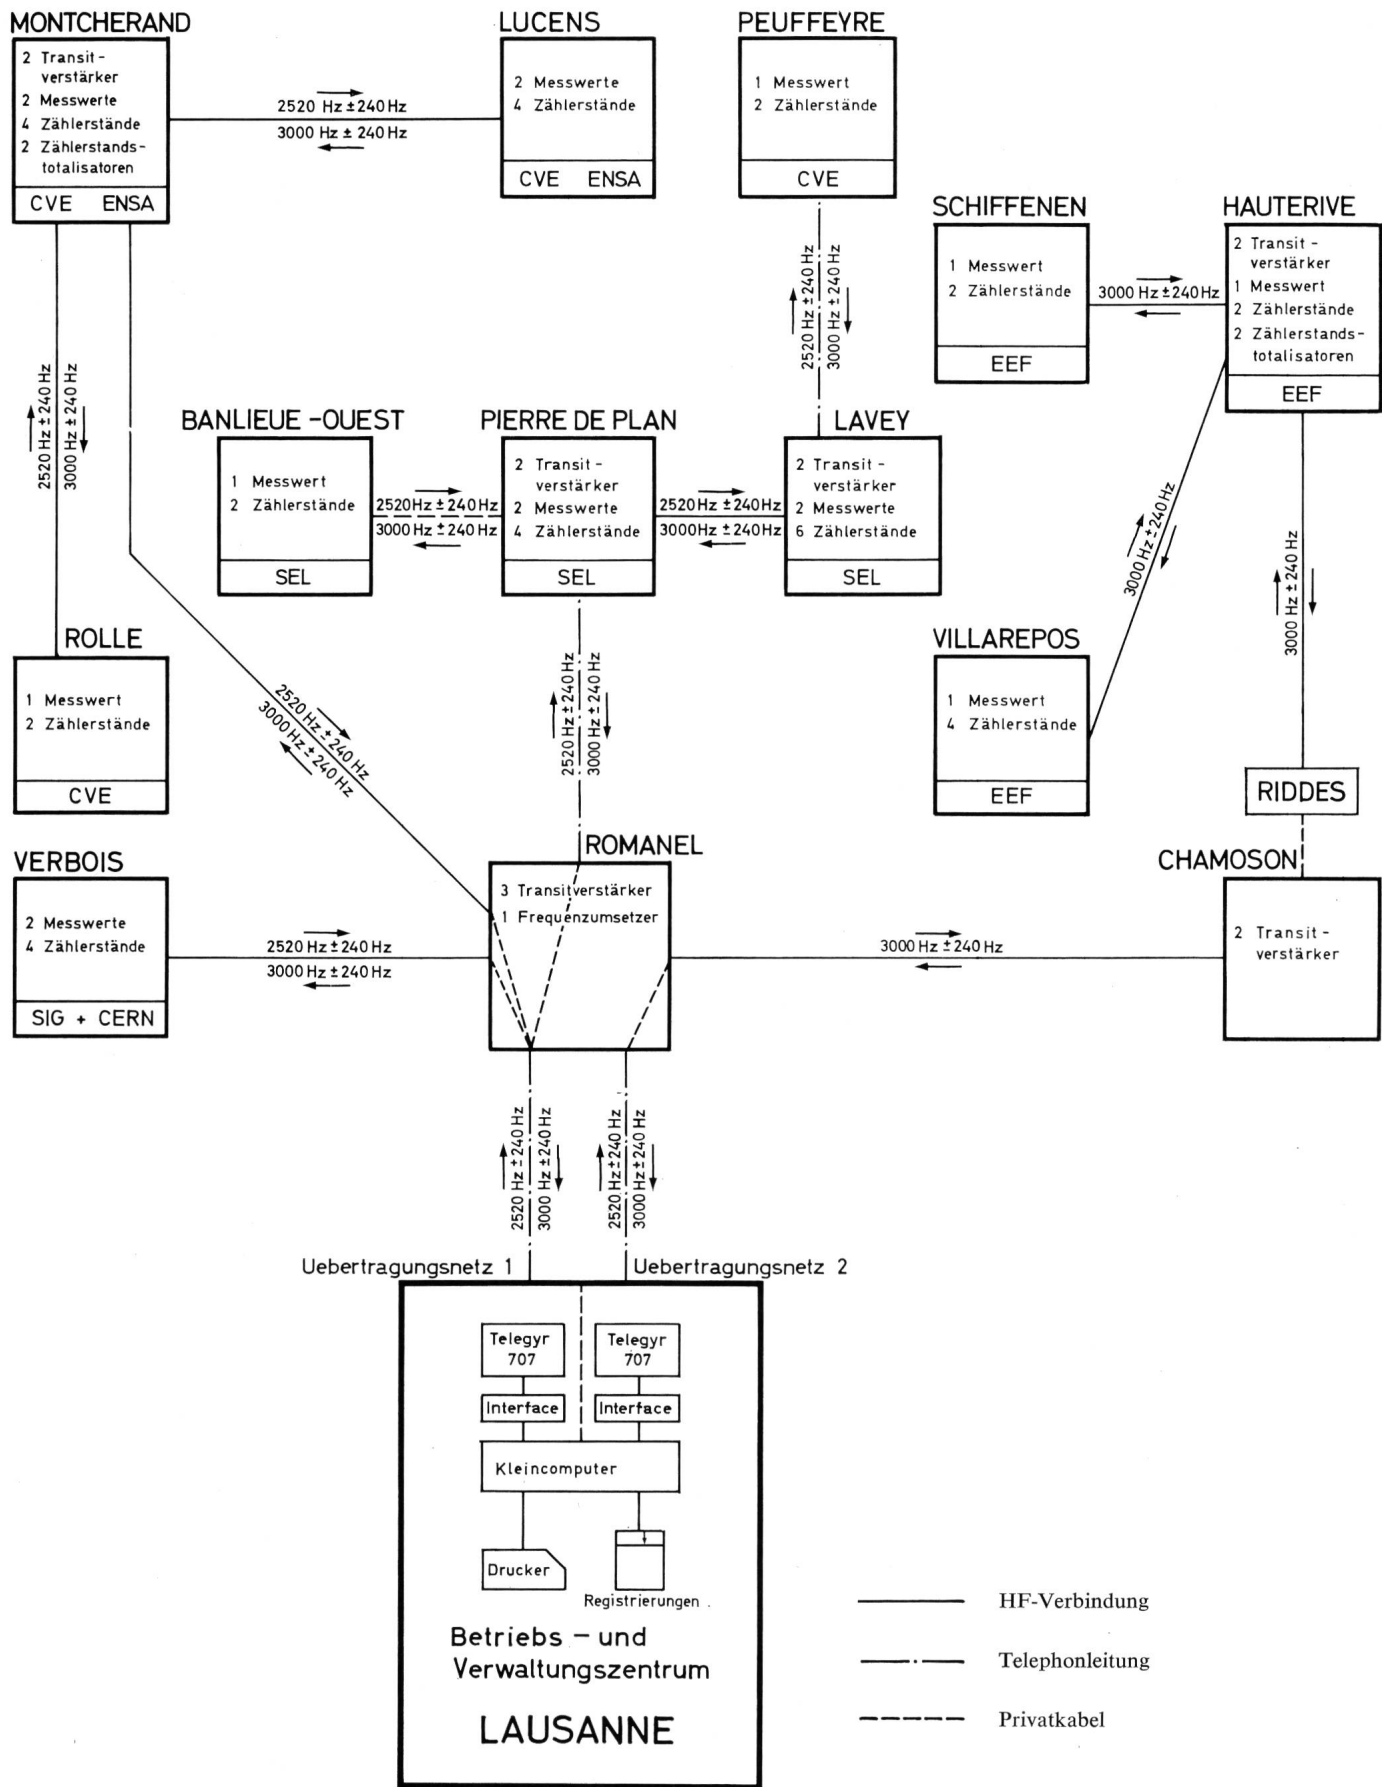 MONTCHERAND
2 Transit-
verstärker
2 Messwerte
4 Zählerstände
2 Zählerstands-
totalisatoren
CVE ENSA
2520 Hz ± 240 Hz
3000 Hz ± 240 Hz
LUCENS
2 Messwerte
4 Zählerstände
CVE ENSA
PEUFFEYRE
1 Messwert
2 Zählerstände
CVE
SCHIFFENEN
1 Messwert
2 Zählerstände
EEF
3000 Hz ± 240 Hz
HAUTERIVE
2 Transit-
verstärker
1 Messwert
2 Zählerstände
2 Zählerstands-
totalisatoren
EEF
2520 Hz ± 240 Hz
3000 Hz ± 240 Hz
2520 Hz ± 240 Hz
3000 Hz ± 240 Hz
BANLIEUE-OUEST
1 Messwert
2 Zählerstände
SEL
2520Hz ± 240 Hz
3000 Hz ± 240 Hz
PIERRE DE PLAN
2 Transit-
verstärker
2 Messwerte
4 Zählerstände
SEL
2520 Hz ± 240 Hz
3000Hz ± 240 Hz
LAVEY
2 Transit-
verstärker
2 Messwerte
6 Zählerstände
SEL
3000 Hz ± 240Hz
3000 Hz ± 240 Hz
ROLLE
1 Messwert
2 Zählerstände
CVE
2520 Hz ± 240 Hz
3000 Hz ± 240 Hz
2520 Hz ± 240 Hz
3000 Hz ± 240 Hz
VILLAREPOS
1 Messwert
4 Zählerstände
EEF
RIDDES
VERBOIS
2 Messwerte
4 Zählerstände
SIG + CERN
2520 Hz ± 240 Hz
3000 Hz ± 240 Hz
ROMANEL
3 Transitverstärker
1 Frequenzumsetzer
3000 Hz ± 240 Hz
CHAMOSON
2 Transit-
verstärker
2520 Hz ± 240 Hz
3000 Hz ± 240 Hz
2520 Hz ± 240 Hz
3000 Hz ± 240 Hz
Uebertragungsnetz 1
Uebertragungsnetz 2
Telegyr
707
Telegyr
707
Interface
Interface
Kleincomputer
Drucker
Registrierungen
Betriebs - und
Verwaltungszentrum
LAUSANNE
HF-Verbindung
Telephonleitung
Privatkabel